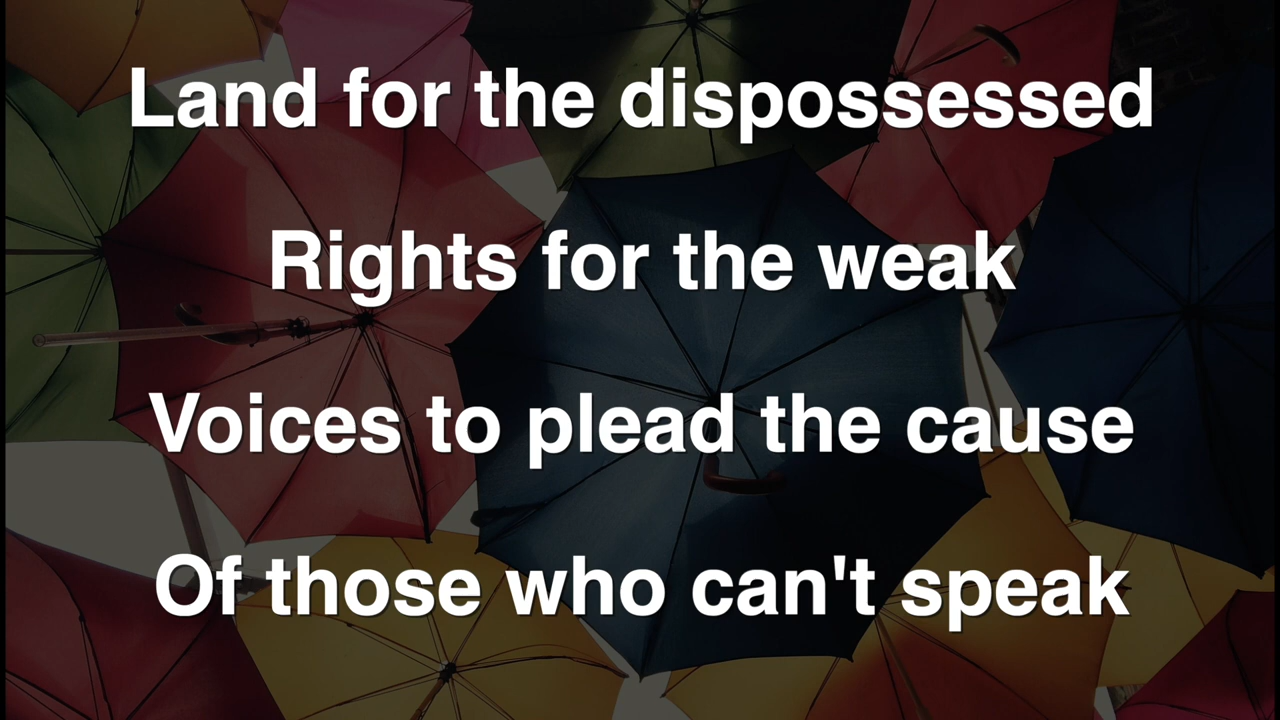 Land for the dispossessed
Rights for the weak
Voices to plead the cause
Of those who can't speak